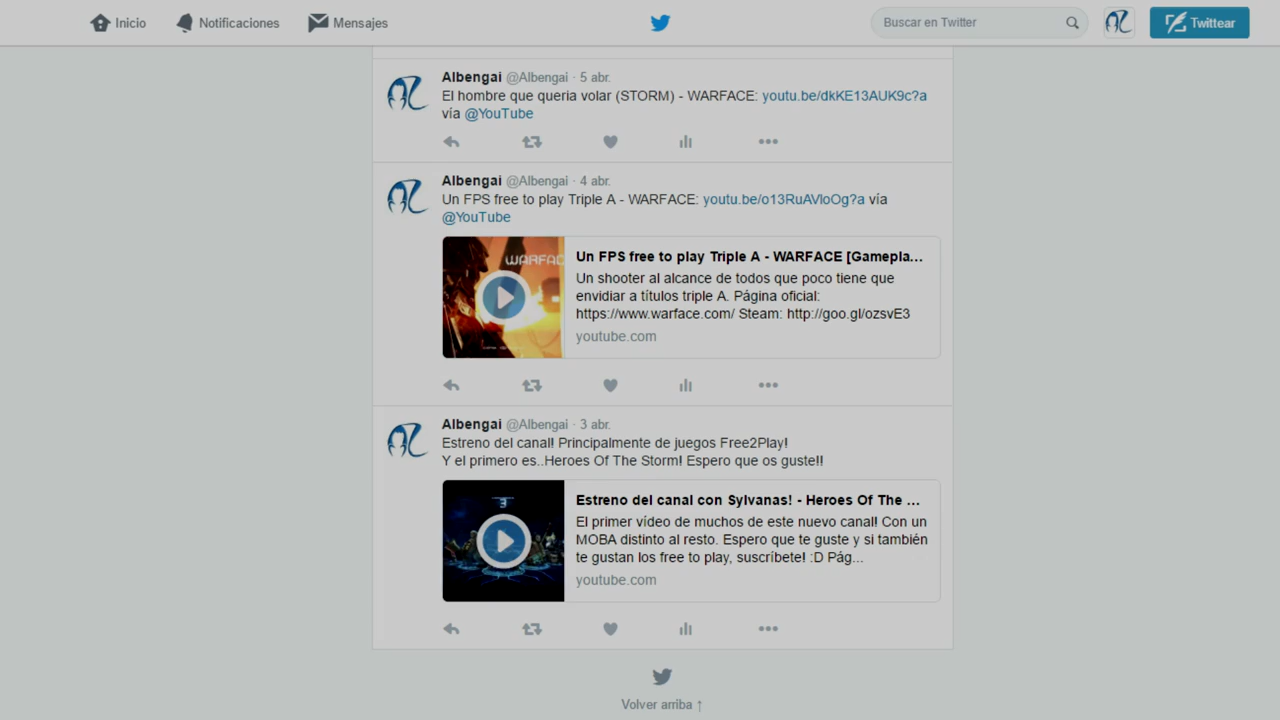 Inicio Notificaciones Mensajes Buscar en Twitter Twittear
Albengai @Albengai · 5 abr.
El hombre que queria volar (STORM) - WARFACE: youtu.be/dkKE13AUK9c?a
vía @YouTube
Albengai @Albengai · 4 abr.
Un FPS free to play Triple A - WARFACE: youtu.be/o13RuAVloOg?a vía
@YouTube
WARFAC
Un FPS free to play Triple A - WARFACE [Gamepla...
Un shooter al alcance de todos que poco tiene que
envidiar a títulos triple A. Página oficial:
https://www.warface.com/ Steam: http://goo.gl/ozsvE3
youtube.com
Albengai @Albengai · 3 abr.
Estreno del canal! Principalmente de juegos Free2Play!
Y el primero es..Heroes Of The Storm! Espero que os guste!!
3
Estreno del canal con Sylvanas! - Heroes Of The ...
El primer vídeo de muchos de este nuevo canal! Con un
MOBA distinto al resto. Espero que te guste y si también
te gustan los free to play, suscríbete! :D Pág...
youtube.com
Volver arriba ↑